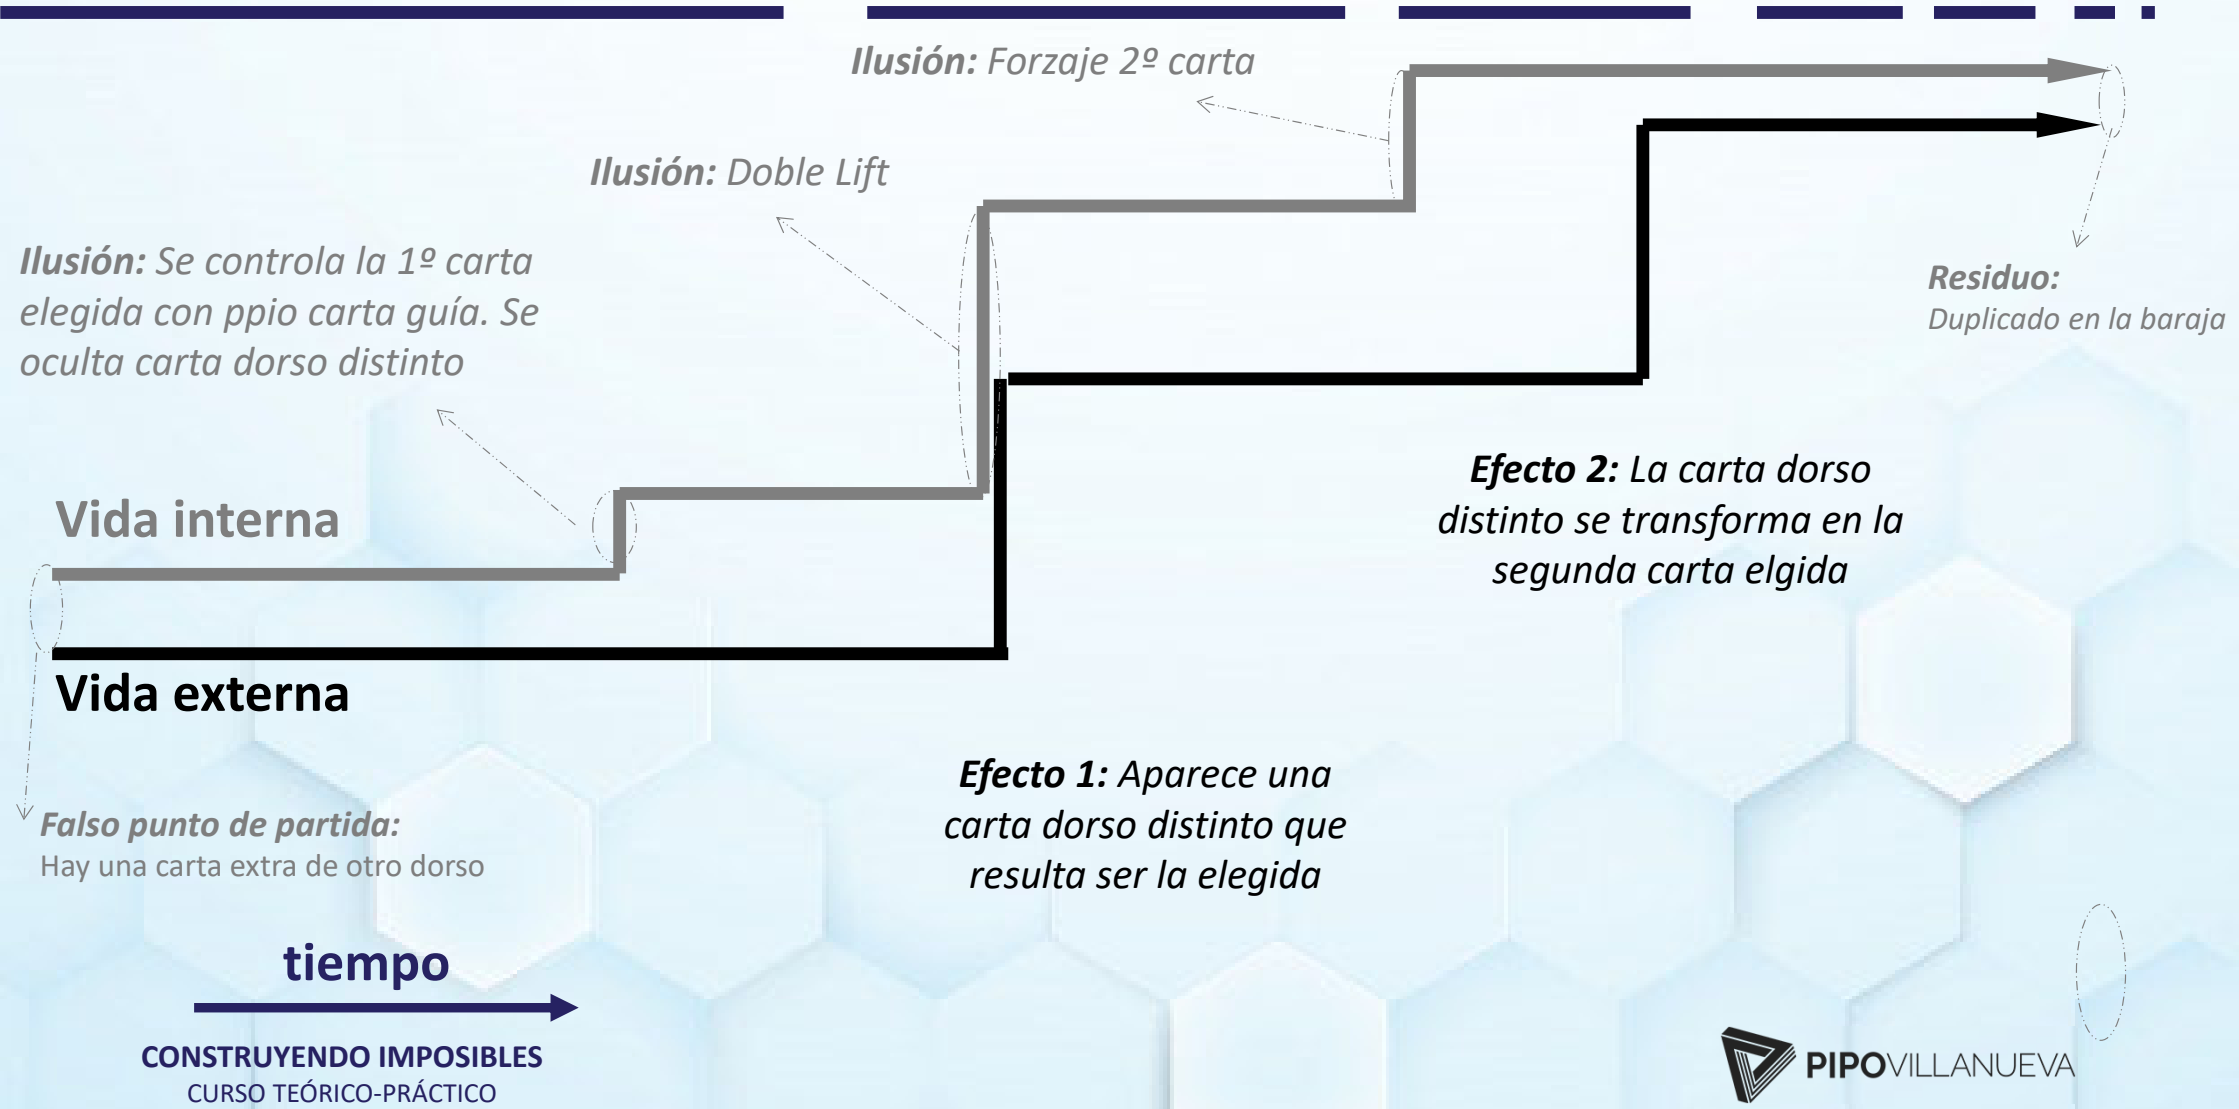 Ilusión: Forzaje 2º carta
Ilusión: Doble Lift
Ilusión: Se controla la 1º carta
elegida con ppio carta guía. Se
oculta carta dorso distinto
Residuo:
Duplicado en la baraja
Vida interna
Efecto 2: La carta dorso
distinto se transforma en la
segunda carta elgida
Vida externa
Efecto 1: Aparece una
carta dorso distinto que
resulta ser la elegida
Falso punto de partida:
Hay una carta extra de otro dorso
tiempo
CONSTRUYENDO IMPOSIBLES
CURSO TEÓRICO-PRÁCTICO
PIPOVILLANUEVA